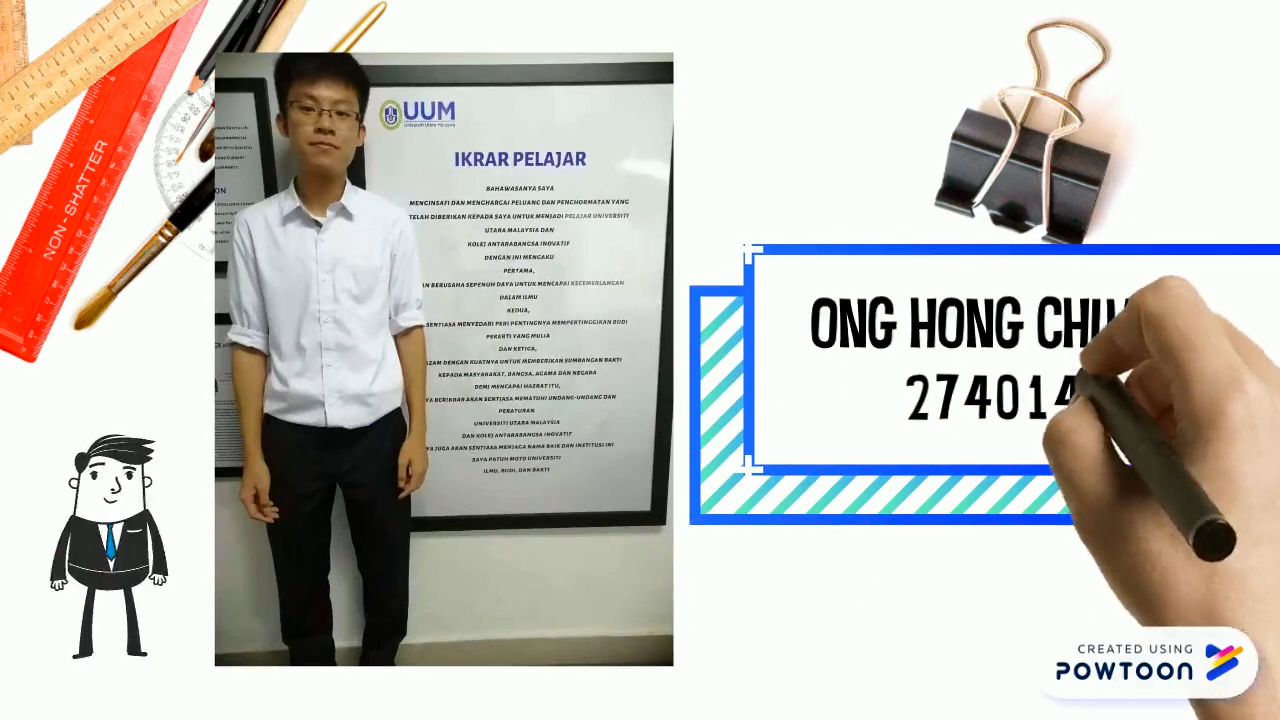 NON-SHATTER
UUM
Universiti Utara Malaysia
IKRAR PELAJAR
BAHAWASANYA SAYA
MENGINSAFI DAN MENGHARGAI PELUANG DAN PENGHORMATAN YANG
TELAH DIBERIKAN KEPADA SAYA UNTUK MENJADI PELAJAR UNIVERSITI
UTARA MALAYSIA DAN
KOLEJ ANTARABANGSA INOVATIF
DENGAN INI MENGAKU
PERTAMA,
BERUSAHA SEPENUH DAYA UNTUK MENCAPAI KECEMERLANGAN
DALAM ILMU
KEDUA,
SENTIASA MENYEDARI PERI PENTINGNYA MEMPERTINGGIKAN BUDI
PEKERTI YANG MULIA
DAN KETIGA,
DENGAN KUATNYA UNTUK MEMBERIKAN SUMBANGAN BAKTI
KEPADA MASYARAKAT, BANGSA, AGAMA DAN NEGARA
DEMI MENCAPAI HASRAT ITU,
BERIKRAR AKAN SENTIASA MEMATUHI UNDANG-UNDANG DAN
PERATURAN
UNIVERSITI UTARA MALAYSIA
DAN KOLEJ ANTARABANGSA INOVATIF
JUGA AKAN SENTIASA MENJAGA NAMA BAIK DAN INSTITUSI INI
SAYA PATUH MOTO UNIVERSITI
ILMU, BUDI, DAN BAKTI
ONG HONG
274014
CREATED USING
POWTOON